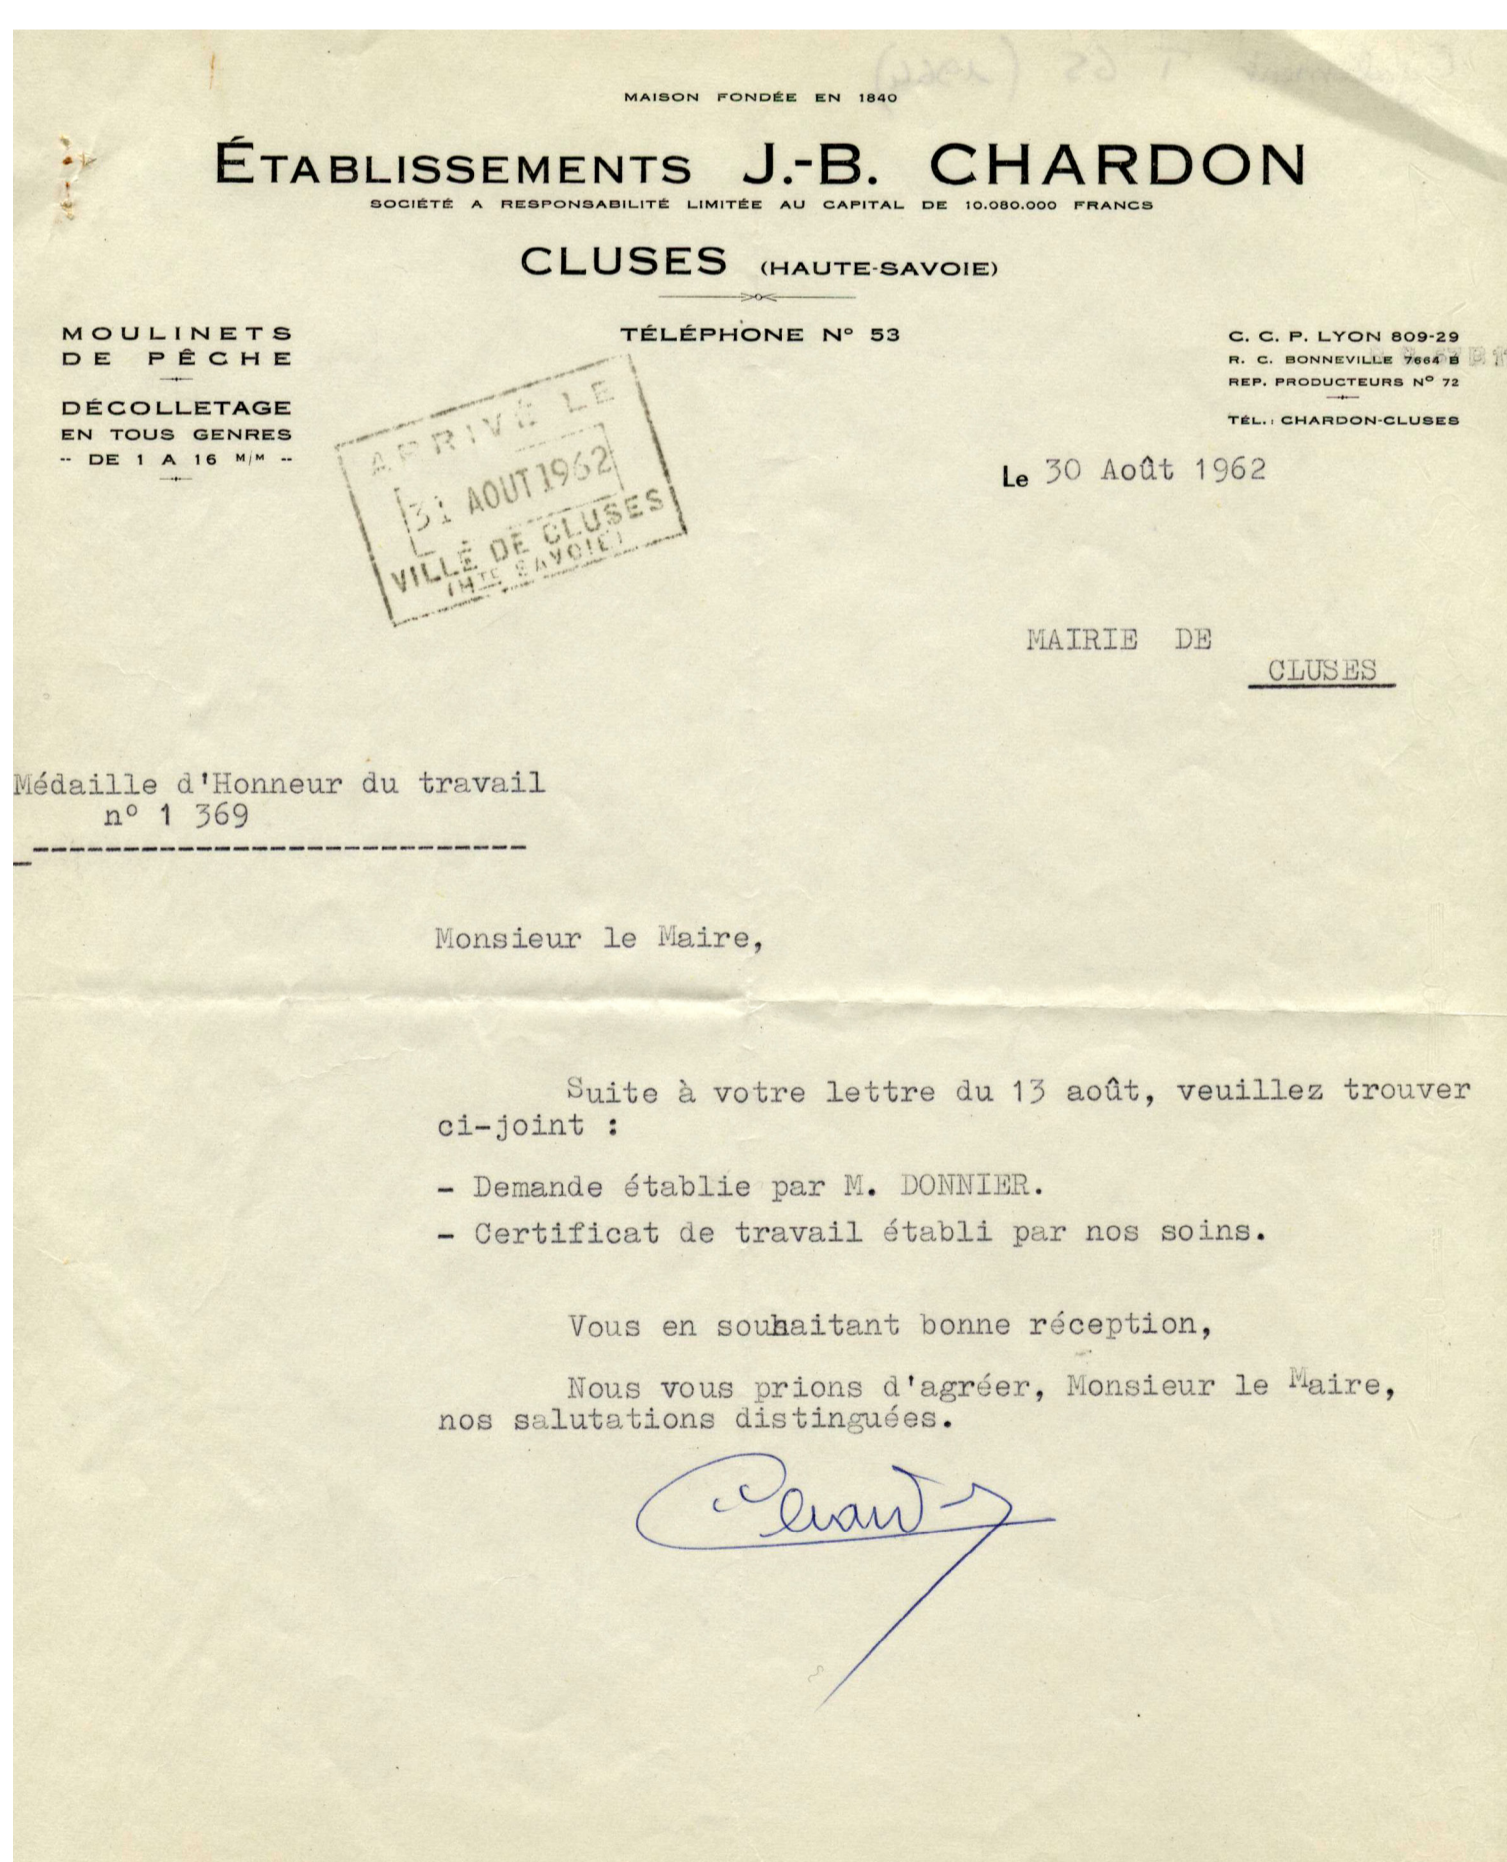 MAISON FONDÉE EN 1840
ÉTABLISSEMENTS J.-B. CHARDON
SOCIÉTÉ A RESPONSABILITÉ LIMITÉE AU CAPITAL DE 10.080.000 FRANCS
CLUSES (HAUTE-SAVOIE)
MOULINETS
DE PÊCHE
DÉCOLLETAGE
EN TOUS GENRES
-- DE 1 A 16 M/M --
TÉLÉPHONE N° 53
C. C. P. LYON 809-29
R. C. BONNEVILLE 7664 B
REP. PRODUCTEURS N° 72
TÉL.: CHARDON-CLUSES
ARRIVÉ LE
31 AOUT 1962
VILLE DE CLUSES
(HTE SAVOIE)
Le 30 Août 1962
MAIRIE DE
CLUSES
Médaille d'Honneur du travail
n° 1 369
Monsieur le Maire,
Suite à votre lettre du 13 août, veuillez trouver
ci-joint :
- Demande établie par M. DONNIER.
- Certificat de travail établi par nos soins.
Vous en souhaitant bonne réception,
Nous vous prions d'agréer, Monsieur le Maire,
nos salutations distinguées.